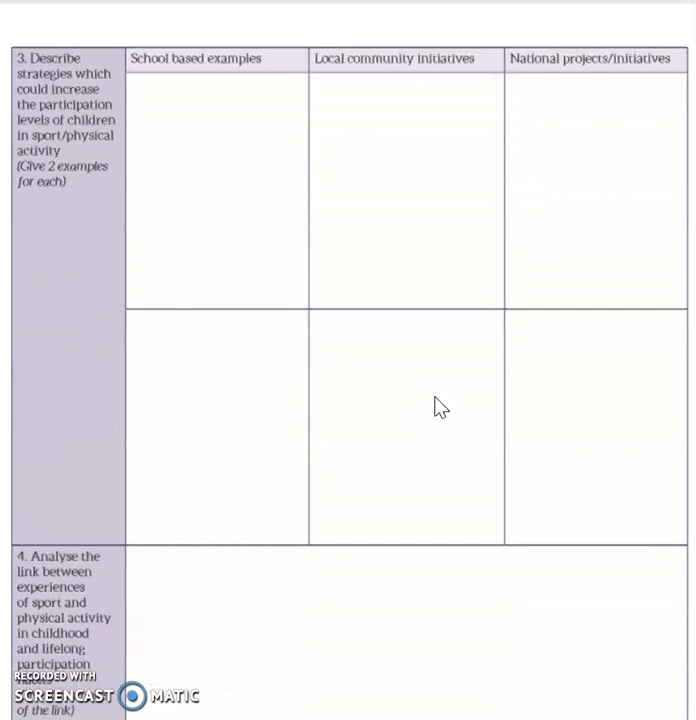 3. Describe
strategies which
could increase
the participation
levels of children
in sport/physical
activity
(Give 2 examples
for each)
School based examples
Local community initiatives
National projects/initiatives
4. Analyse the
link between
experiences
of sport and
physical activity
in childhood
and lifelong
participation
of the link)
RECORDED WITH
SCREENCAST MATIC